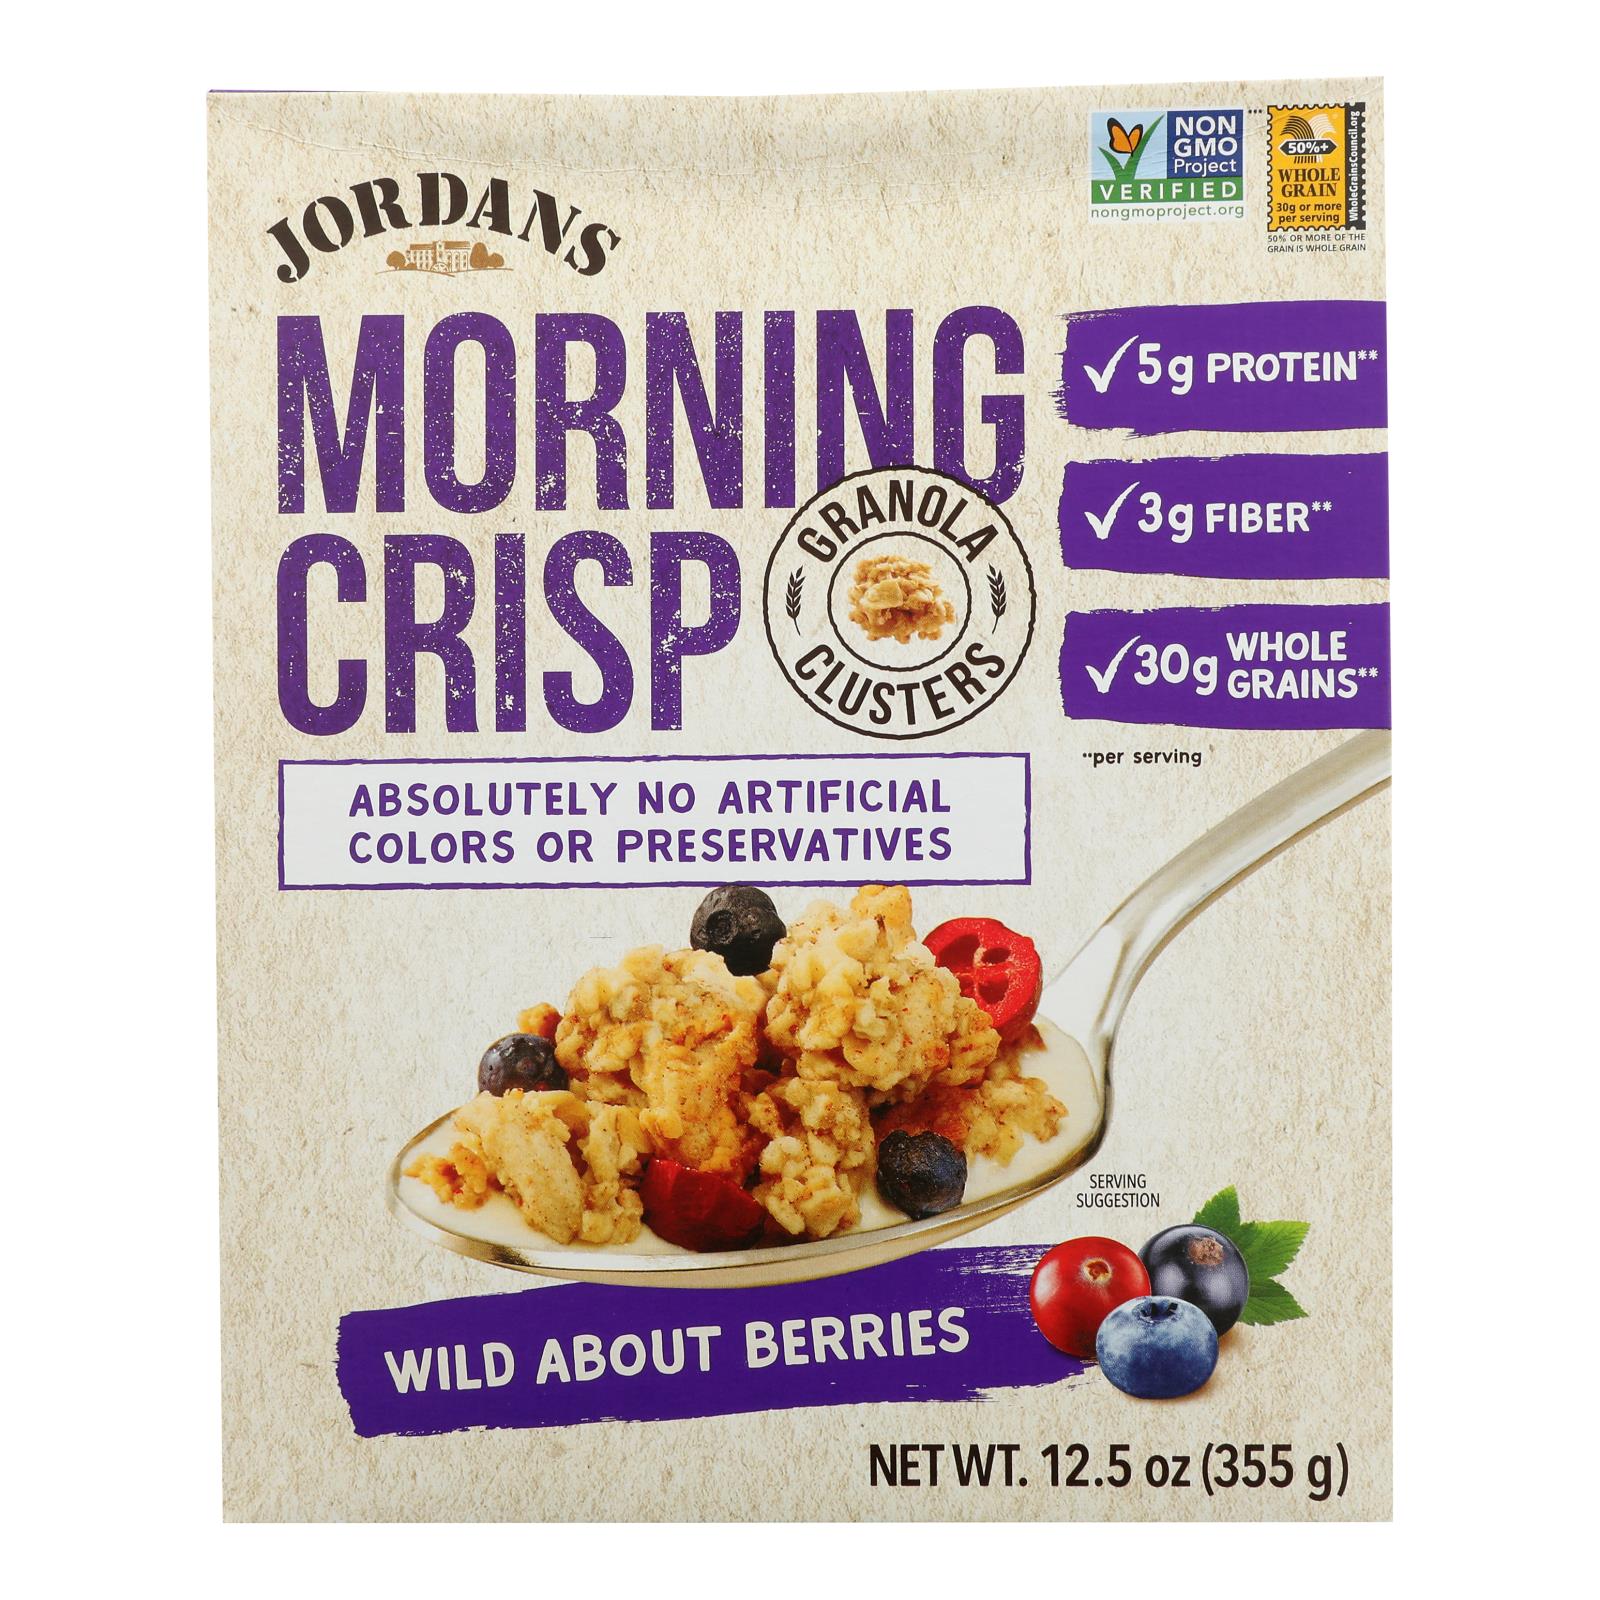 JORDANS
NON
GMO
Project
VERIFIED
nongmoproject.org
***
50%+
WHOLE
GRAIN
30g or more
per serving
WholeGrainsCouncil.org
50% OR MORE OF THE
GRAIN IS WHOLE GRAIN
MORNING
CRISP
GRANOLA
CLUSTERS
✓5g PROTEIN**
✓3g FIBER**
✓30g WHOLE
GRAINS**
**per serving
ABSOLUTELY NO ARTIFICIAL
COLORS OR PRESERVATIVES
SERVING
SUGGESTION
WILD ABOUT BERRIES
NET WT. 12.5 oz (355 g)